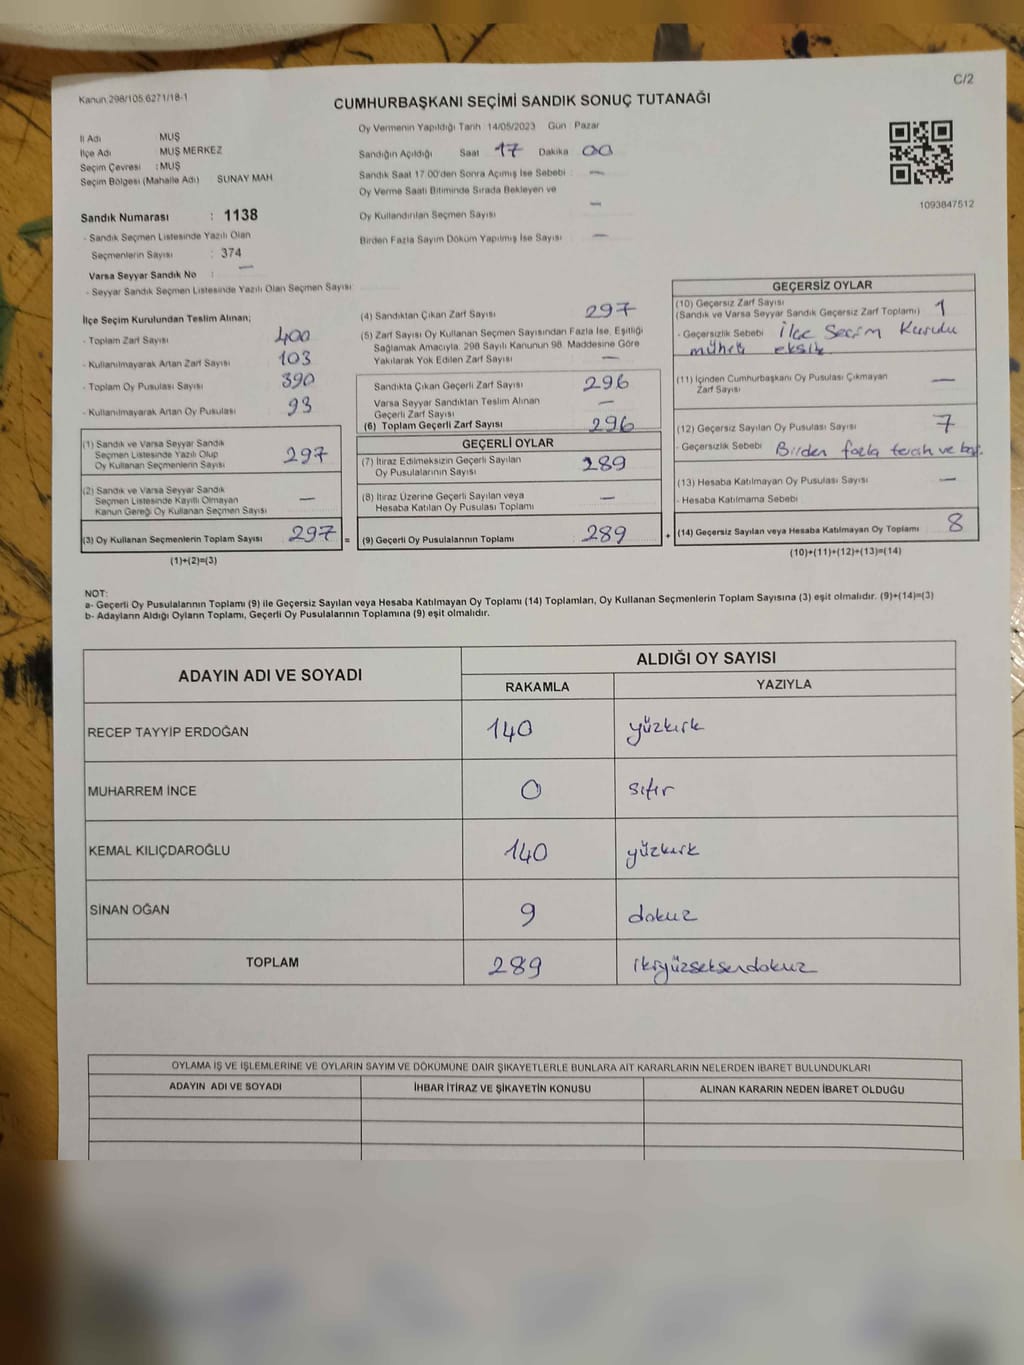 Kanun 298/105 6271/18-1
C/2
CUMHURBAŞKANI SEÇİMİ SANDIK SONUÇ TUTANAĞI
İl Adı MUŞ
İlçe Adı MUŞ MERKEZ
Seçim Çevresi : MUŞ
Seçim Bölgesi (Mahalle Adı) SUNAY MAH
Sandık Numarası : 1138
- Sandık Seçmen Listesinde Yazılı Olan
Seçmenlerin Sayısı : 374
Varsa Seyyar Sandık No : —
- Seyyar Sandık Seçmen Listesinde Yazılı Olan Seçmen Sayısı
Oy Vermenin Yapıldığı Tarih : 14/05/2023 Gün : Pazar
Sandığın Açıldığı Saat 17 Dakika 00
Sandık Saat 17.00'den Sonra Açımış İse Sebebi : —
Oy Verme Saati Bitiminde Sırada Bekleyen ve
Oy Kullandırılan Seçmen Sayısı —
Birden Fazla Sayım Döküm Yapılmış İse Sayısı —
1093847512
İlçe Seçim Kurulundan Teslim Alınan;
- Toplam Zarf Sayısı 400
- Kullanılmayarak Artan Zarf Sayısı 103
- Toplam Oy Pusulası Sayısı 390
- Kullanılmayarak Artan Oy Pusulası 93
(1) Sandık ve Varsa Seyyar Sandık
Seçmen Listesinde Yazılı Olup
Oy Kullanan Seçmenlerin Sayısı 297
(2) Sandık ve Varsa Seyyar Sandık
Seçmen Listesinde Kayıtlı Olmayan
Kanun Gereği Oy Kullanan Seçmen Sayısı —
(3) Oy Kullanan Seçmenlerin Toplam Sayısı 297 =
(1)+(2)=(3)
(4) Sandıktan Çıkan Zarf Sayısı 297
(5) Zarf Sayısı Oy Kullanan Seçmen Sayısından Fazla İse, Eşitliği
Sağlamak Amacıyla, 298 Sayılı Kanunun 98. Maddesine Göre
Yakılarak Yok Edilen Zarf Sayısı —
Sandıkta Çıkan Geçerli Zarf Sayısı 296
Varsa Seyyar Sandıktan Teslim Alınan
Geçerli Zarf Sayısı —
(6) Toplam Geçerli Zarf Sayısı 296
GEÇERLİ OYLAR
(7) İtiraz Edilmeksizin Geçerli Sayılan
Oy Pusulalarının Sayısı 289
(8) İtiraz Üzerine Geçerli Sayılan veya
Hesaba Katılan Oy Pusulası Toplamı —
(9) Geçerli Oy Pusulalarının Toplamı 289 +
GEÇERSİZ OYLAR
(10) Geçersiz Zarf Sayısı
(Sandık ve Varsa Seyyar Sandık Geçersiz Zarf Toplamı) 1
- Geçersizlik Sebebi İlçe Seçim Kurulu
mührü eksik
(11) İçinden Cumhurbaşkanı Oy Pusulası Çıkmayan
Zarf Sayısı —
(12) Geçersiz Sayılan Oy Pusulası Sayısı 7
- Geçersizlik Sebebi Birden fazla tercih ve
(13) Hesaba Katılmayan Oy Pusulası Sayısı —
- Hesaba Katılmama Sebebi
(14) Geçersiz Sayılan veya Hesaba Katılmayan Oy Toplamı 8
(10)+(11)+(12)+(13)=(14)
NOT:
a- Geçerli Oy Pusulalarının Toplamı (9) ile Geçersiz Sayılan veya Hesaba Katılmayan Oy Toplamı (14) Toplamları, Oy Kullanan Seçmenlerin Toplam Sayısına (3) eşit olmalıdır. (9)+(14)=(3)
b- Adayların Aldığı Oyların Toplamı, Geçerli Oy Pusulalarının Toplamına (9) eşit olmalıdır.
ADAYIN ADI VE SOYADI
ALDIĞI OY SAYISI
RAKAMLA YAZIYLA
RECEP TAYYİP ERDOĞAN 140 yüzkırk
MUHARREM İNCE 0 sıfır
KEMAL KILIÇDAROĞLU 140 yüzkırk
SİNAN OĞAN 9 dokuz
TOPLAM 289 ikiyüzseksendokuz
OYLAMA İŞ VE İŞLEMLERİNE VE OYLARIN SAYIM VE DÖKÜMÜNE DAİR ŞİKAYETLERLE BUNLARA AİT KARARLARIN NELERDEN İBARET BULUNDUKLARI
ADAYIN ADI VE SOYADI İHBAR İTİRAZ VE ŞİKAYETİN KONUSU ALINAN KARARIN NEDEN İBARET OLDUĞU